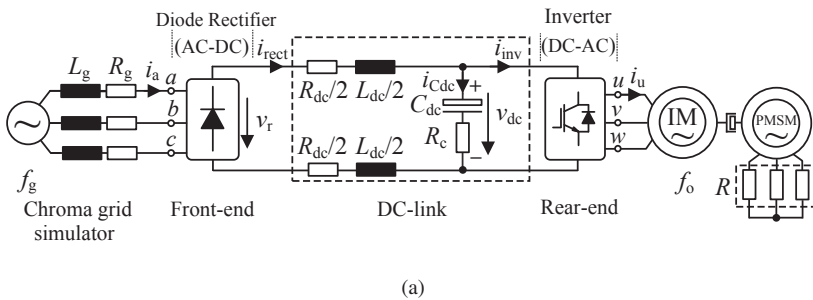 Diode Rectifier
(AC-DC)
Inverter
(DC-AC)
L_g
R_g
i_a
a
b
c
i_rect
v_r
R_dc/2
L_dc/2
R_dc/2
L_dc/2
i_Cdc
+
C_dc
R_c
−
v_dc
i_inv
u
i_u
v
w
IM
PMSM
f_g
f_o
R
Chroma grid
simulator
Front-end
DC-link
Rear-end
(a)